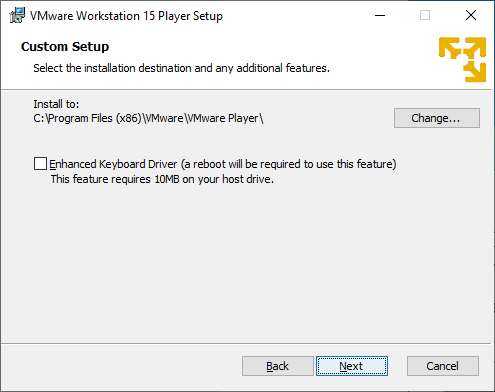 VMware Workstation 15 Player Setup
Custom Setup
Select the installation destination and any additional features.
Install to:
C:\Program Files (x86)\VMware\VMware Player\
Change...
Enhanced Keyboard Driver (a reboot will be required to use this feature)
This feature requires 10MB on your host drive.
Back Next Cancel